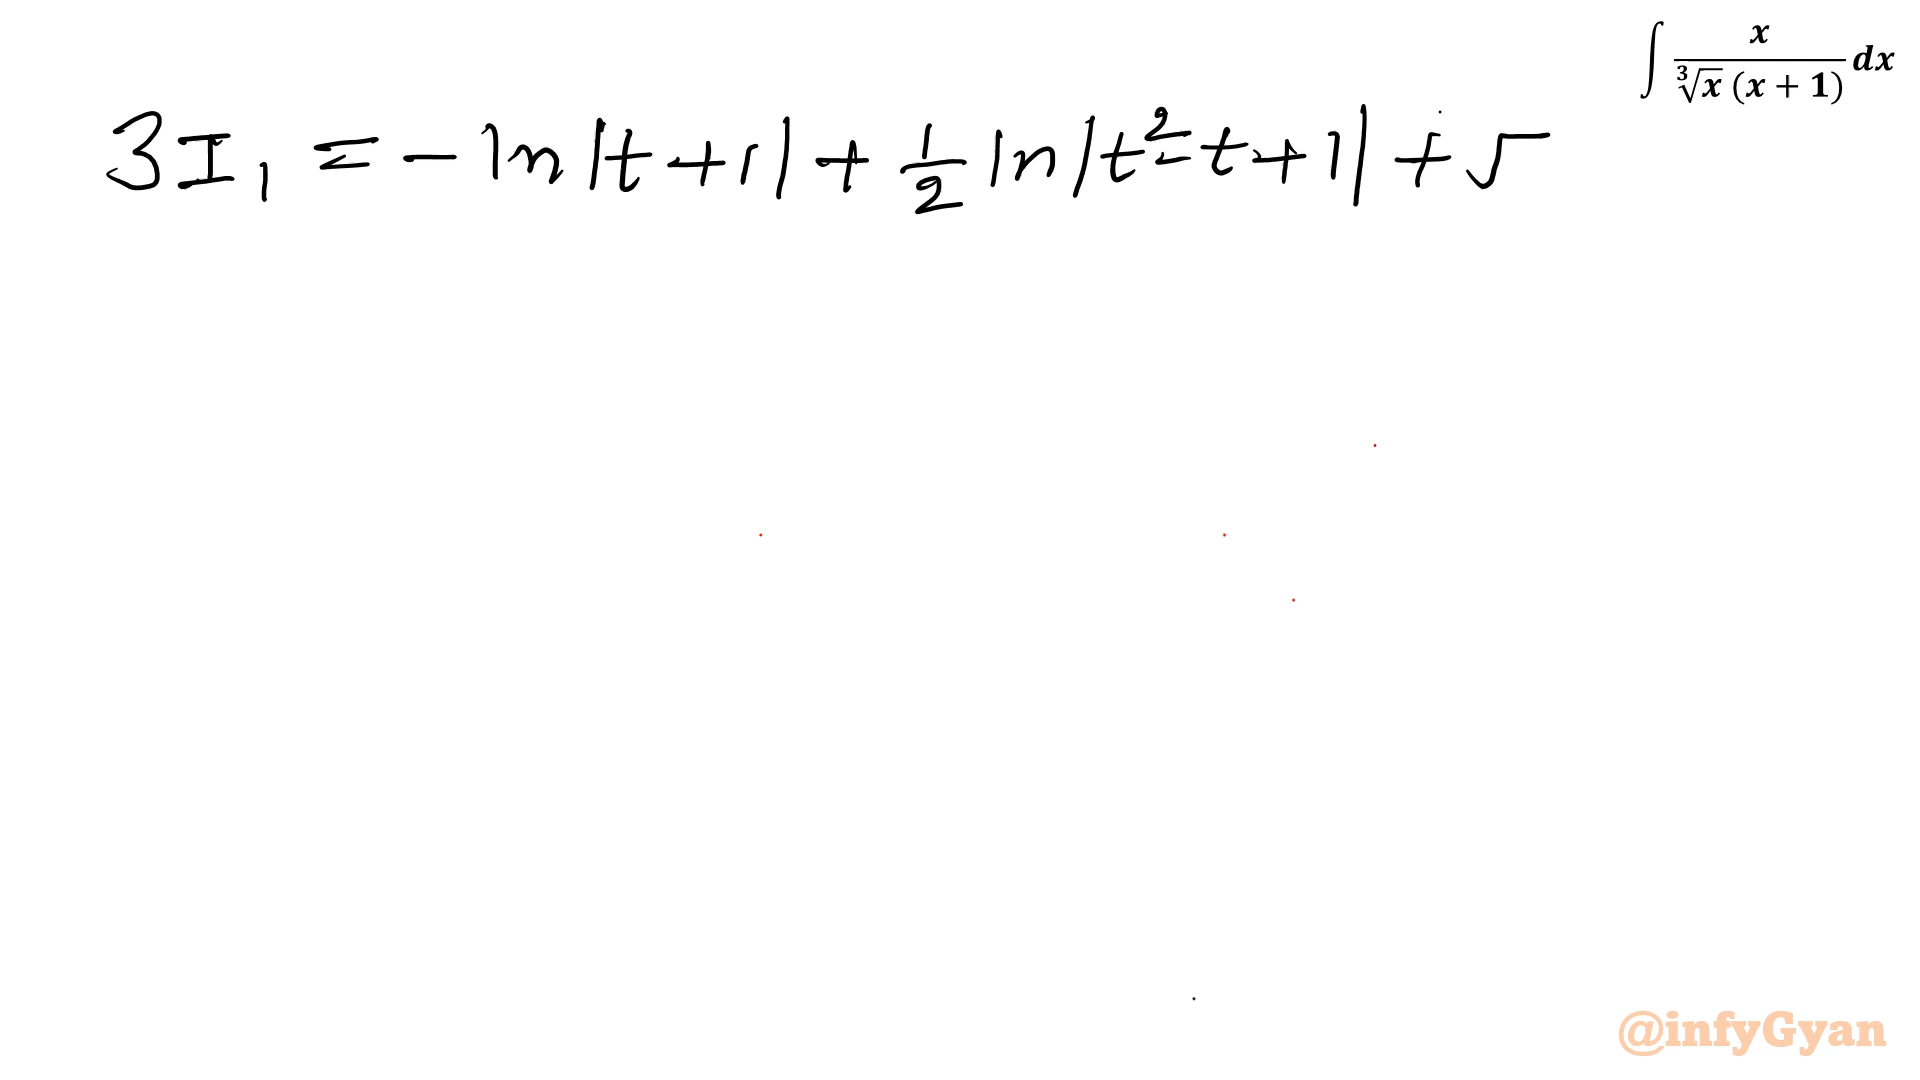 ∫ x / (∛x (x + 1)) dx
3I₁ = − ln|t + 1| + 1/2 ln|t² − t + 1| + √
@infyGyan